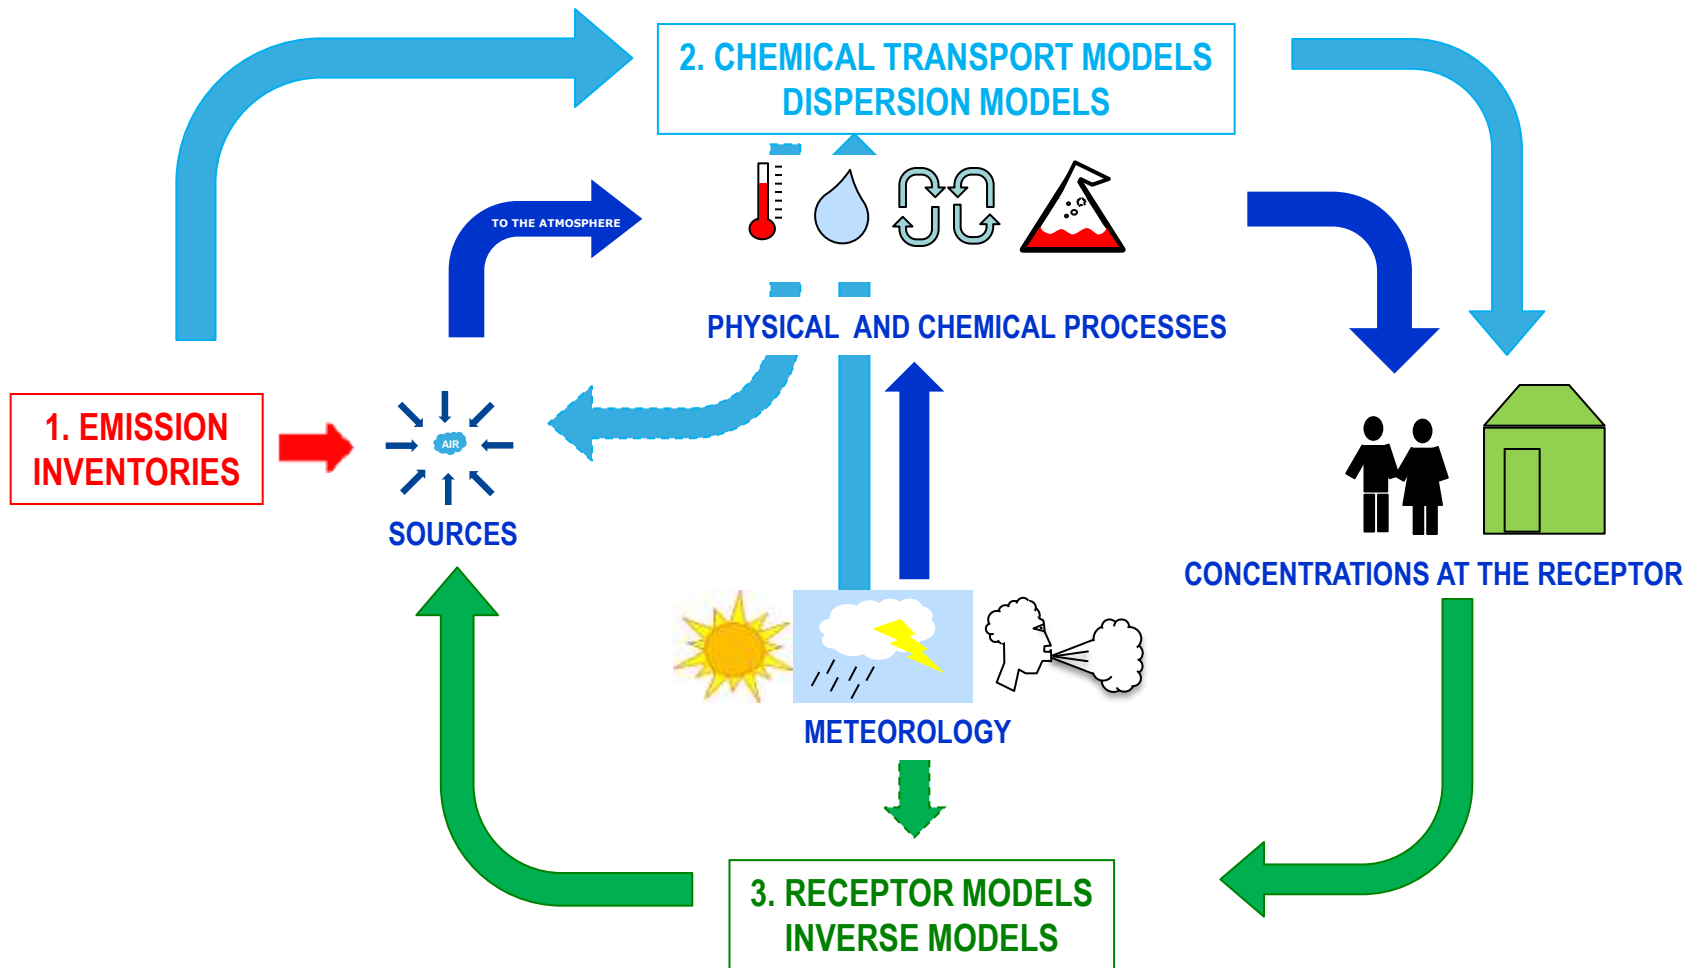 2. CHEMICAL TRANSPORT MODELS
DISPERSION MODELS
TO THE ATMOSPHERE
PHYSICAL AND CHEMICAL PROCESSES
1. EMISSION
INVENTORIES
AIR
SOURCES
CONCENTRATIONS AT THE RECEPTOR
METEOROLOGY
3. RECEPTOR MODELS
INVERSE MODELS